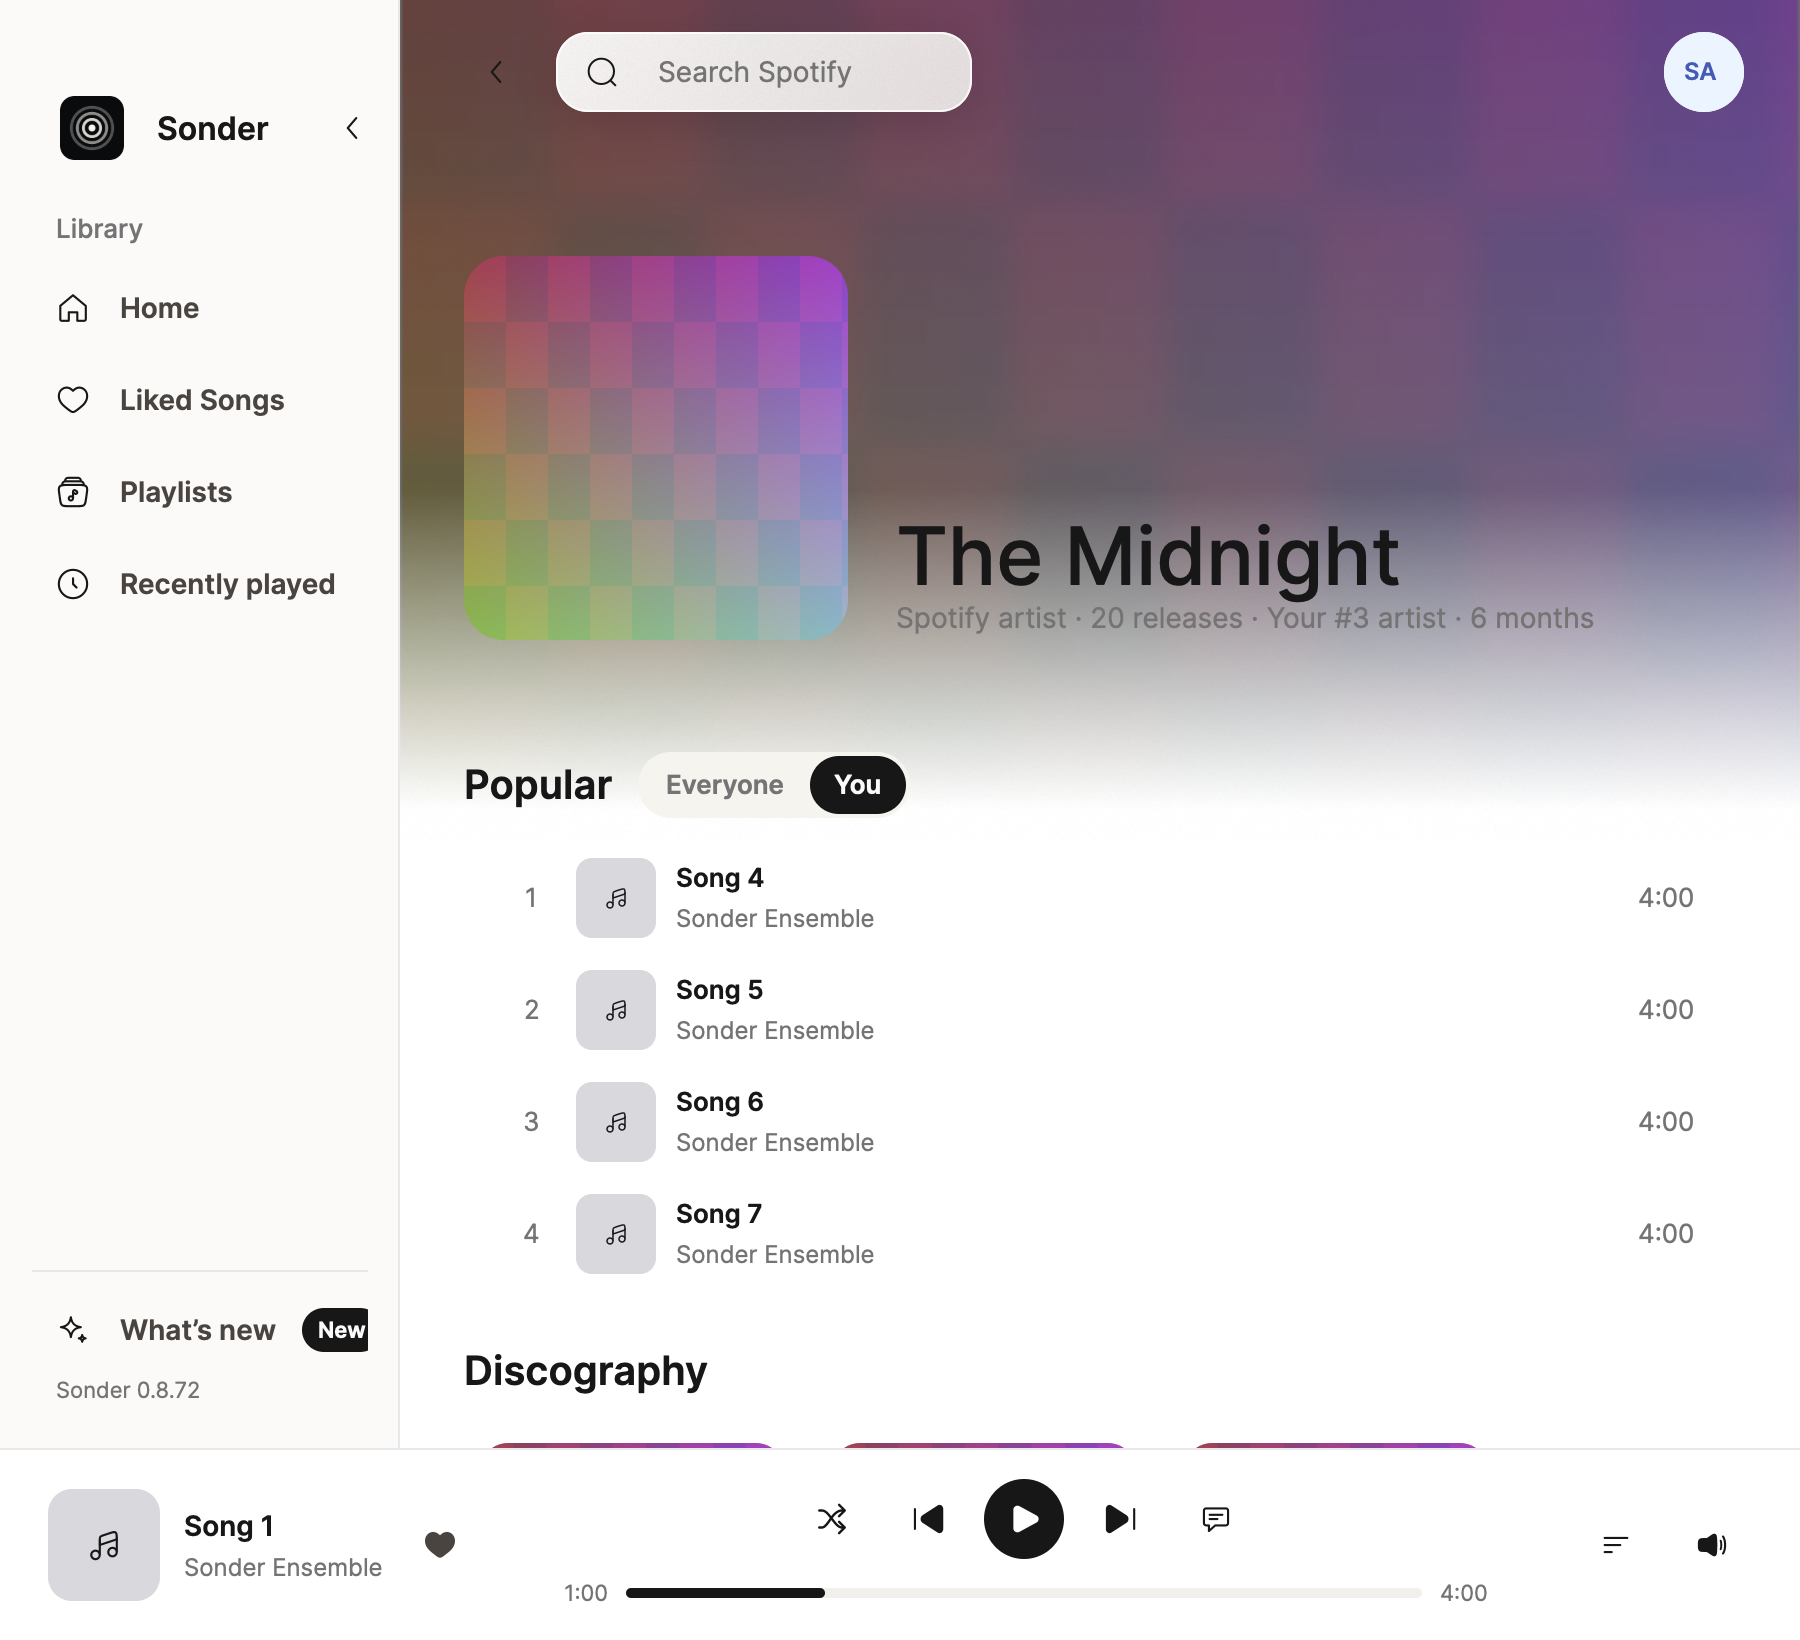 Search Spotify
SA
Sonder
Library
Home
Liked Songs
Playlists
Recently played
The Midnight
Spotify artist · 20 releases · Your #3 artist · 6 months
Popular
Everyone
You
1
Song 4
Sonder Ensemble
4:00
2
Song 5
Sonder Ensemble
4:00
3
Song 6
Sonder Ensemble
4:00
4
Song 7
Sonder Ensemble
4:00
What’s new
New
Sonder 0.8.72
Discography
Song 1
Sonder Ensemble
1:00
4:00